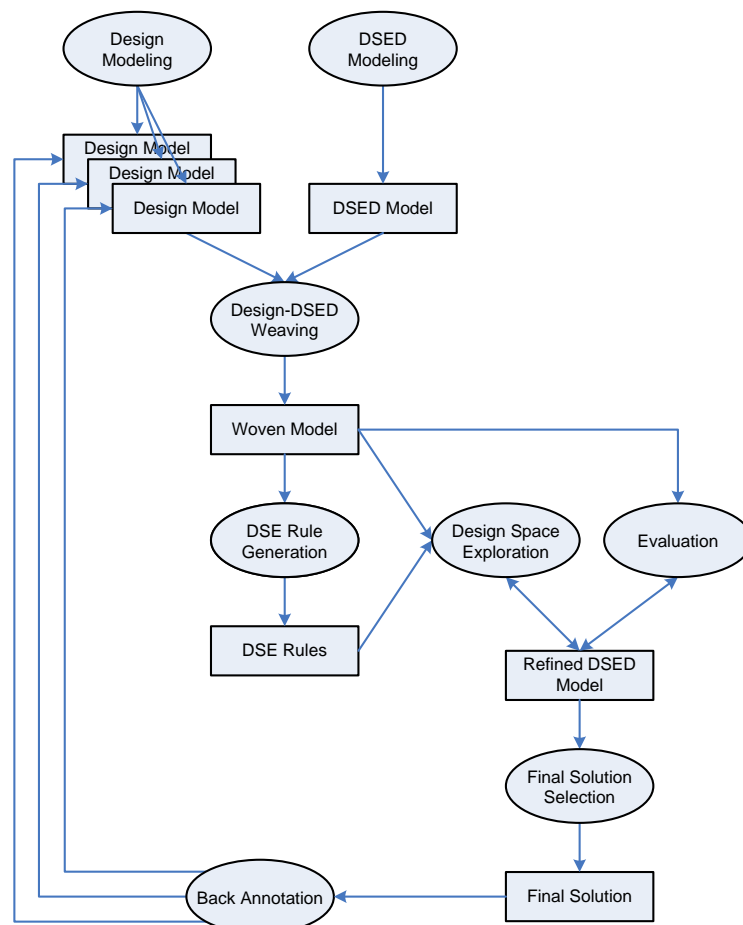 Design
Modeling
DSED
Modeling
Design Model
Design Model
Design Model
DSED Model
Design-DSED
Weaving
Woven Model
DSE Rule
Generation
Design Space
Exploration
Evaluation
DSE Rules
Refined DSED
Model
Final Solution
Selection
Back Annotation
Final Solution